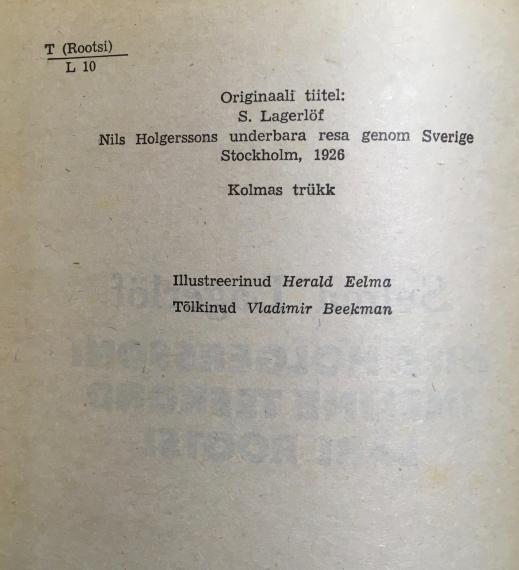 T (Rootsi)
L 10
Originaali tiitel:
S. Lagerlöf
Nils Holgerssons underbara resa genom Sverige
Stockholm, 1926
Kolmas trükk
Illustreerinud Herald Eelma
Tõlkinud Vladimir Beekman